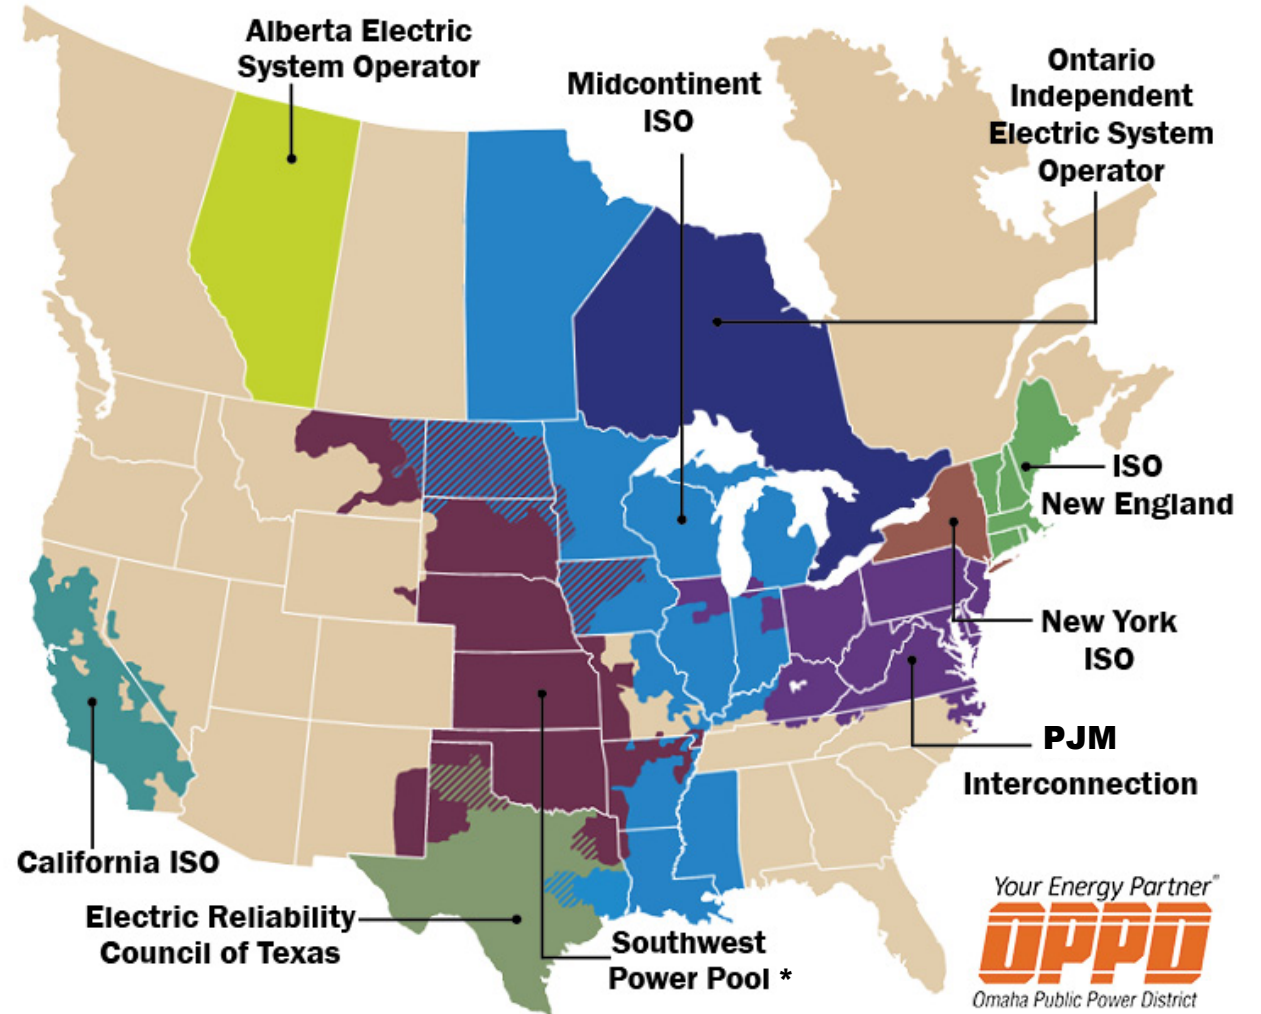 Alberta Electric
System Operator
Midcontinent
ISO
Ontario
Independent
Electric System
Operator
ISO
New England
New York
ISO
PJM
Interconnection
California ISO
Electric Reliability
Council of Texas
Southwest
Power Pool *
Your Energy Partner℠
OPPD
Omaha Public Power District